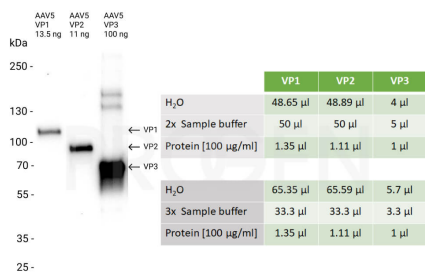 AAV5 AAV5 AAV5
VP1 VP2 VP3
13.5 ng 11 ng 100 ng
kDa
250 -
130 -
100 -
70 -
55 -
35 -
25 -
← VP1
← VP2
← VP3
VP1 VP2 VP3
H₂O 48.65 µl 48.89 µl 4 µl
2x Sample buffer 50 µl 50 µl 5 µl
Protein [100 µg/ml] 1.35 µl 1.11 µl 1 µl
H₂O 65.35 µl 65.59 µl 5.7 µl
3x Sample buffer 33.3 µl 33.3 µl 3.3 µl
Protein [100 µg/ml] 1.35 µl 1.11 µl 1 µl